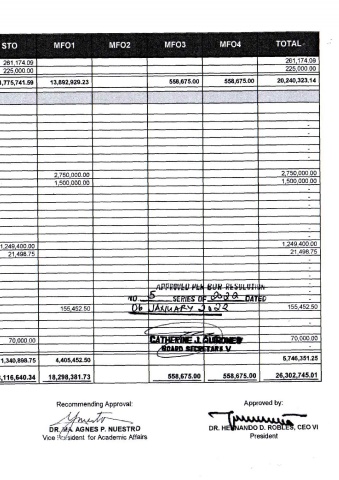 STO MFO1 MFO2 MFO3 MFO4 TOTAL
261,174.09 261,174.09
225,000.00 225,000.00
,775,741.59 13,892,929.23 558,675.00 558,675.00 20,240,323.14
2,750,000.00 2,750,000.00
1,500,000.00 1,500,000.00
1,249,400.00 1,249,400.00
21,498.75 21,498.75
APPROVED PER BOR RESOLUTION
NO 5 SERIES OF 2022 DATED
155,452.50 06 JANUARY 2022 155,452.50
70,000.00 CATHERINE J. QUIÑONES 70,000.00
BOARD SECRETARY V
1,340,898.75 4,405,452.50 5,746,351.25
,116,640.34 18,298,381.73 558,675.00 558,675.00 26,302,745.01
Recommending Approval: Approved by:
DR. MA. AGNES P. NUESTRO DR. HERNANDO D. ROBLES, CEO VI
Vice President for Academic Affairs President